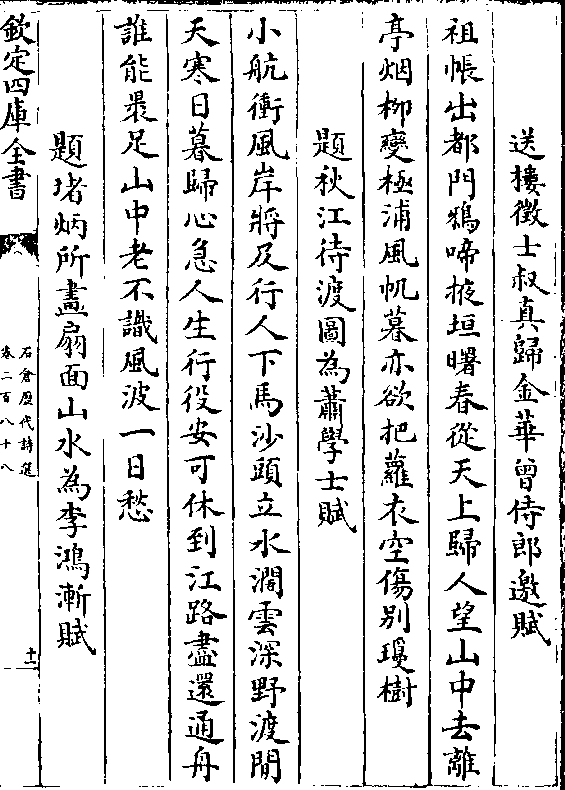 送樓徵士叔真歸金華曾侍郎邀賦
祖帳出都門鴉啼掖垣曙春從天上歸人望山中去離
亭烟柳變極浦風帆暮亦欲把蘿衣空傷別瓊樹
題秋江待渡圖為蕭學士賦
小航衝風岸將及行人下馬沙頭立水濶雲深野渡閒
天寒日暮歸心急人生行役安可休到江路盡還通舟
誰能最足山中老不識風波一日愁
題堵炳所畫扇面山水為李鴻漸賦
欽定四庫全書
石倉歷代詩選
卷二百八十八
十二